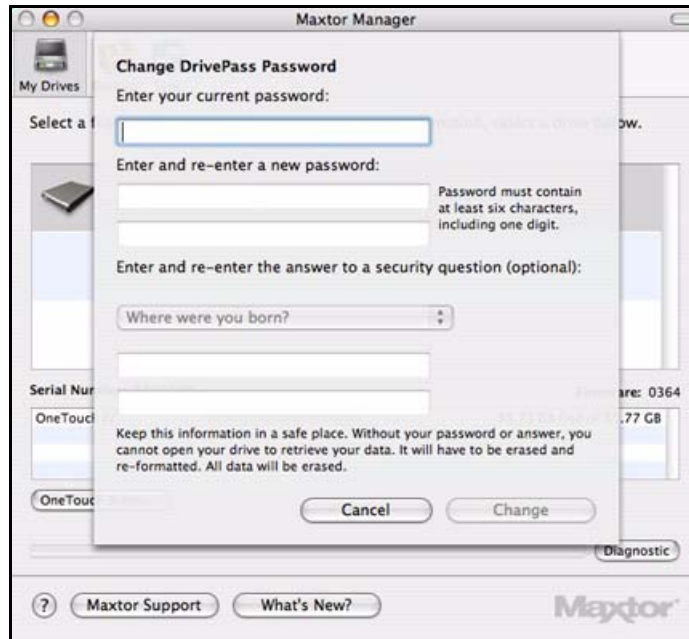 Maxtor Manager
My Drives
Change DrivePass Password
Enter your current password:
Select a
below.
Enter and re-enter a new password:
Password must contain
at least six characters,
including one digit.
Enter and re-enter the answer to a security question (optional):
Where were you born?
Serial Num
are: 0364
OneTouch
.77 GB
Keep this information in a safe place. Without your password or answer, you
cannot open your drive to retrieve your data. It will have to be erased and
re-formatted. All data will be erased.
OneTouc
Cancel
Change
Diagnostic
?
Maxtor Support
What's New?
Maxtor